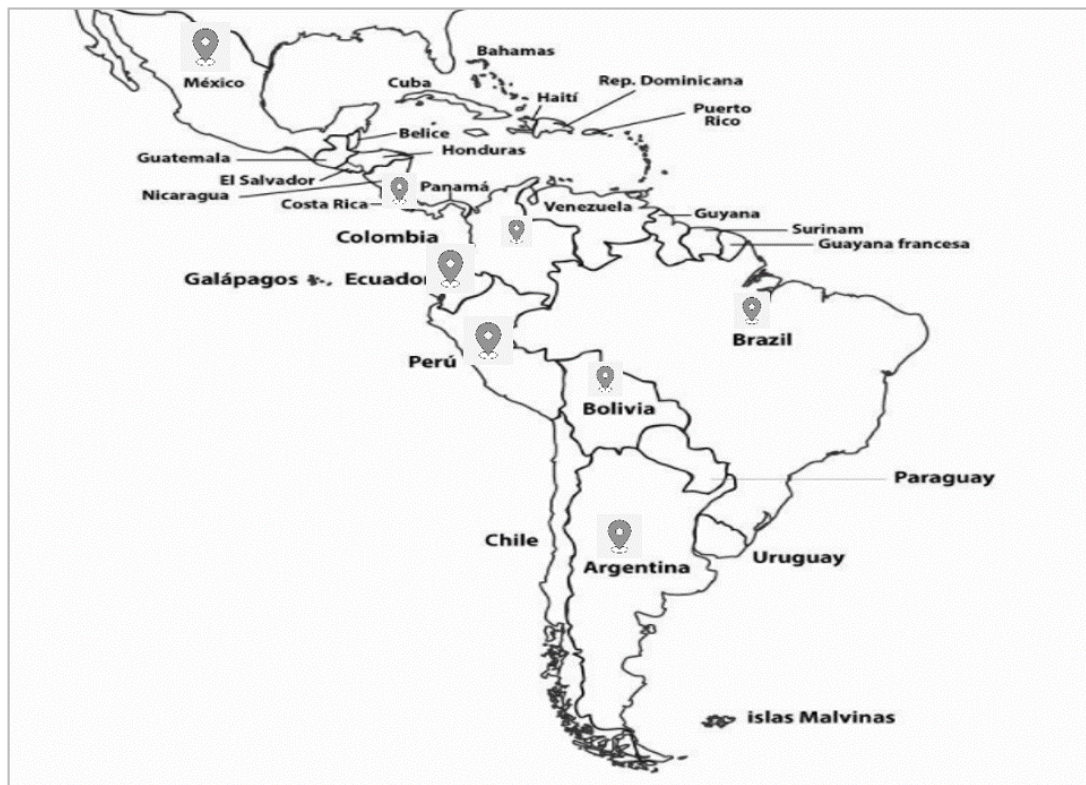 Bahamas
México
Cuba
Rep. Dominicana
Haití
Puerto
Rico
Belice
Honduras
Guatemala
El Salvador
Nicaragua
Panamá
Costa Rica
Venezuela
Guyana
Surinam
Colombia
Guayana francesa
Galápagos
Ecuador
Brazil
Perú
Bolivia
Paraguay
Chile
Uruguay
Argentina
islas Malvinas